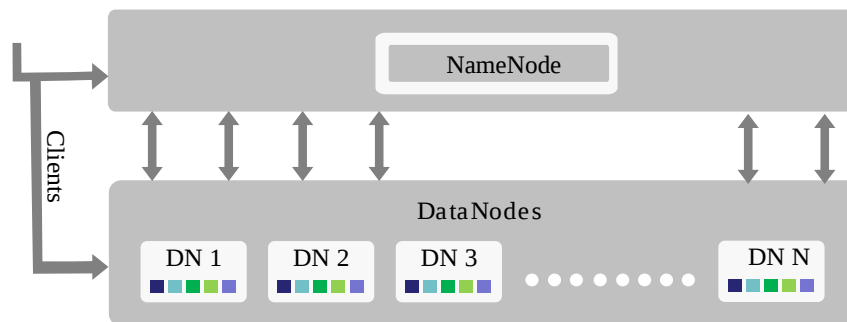 NameNode
Clients
DataNodes
DN 1
DN 2
DN 3
DN N